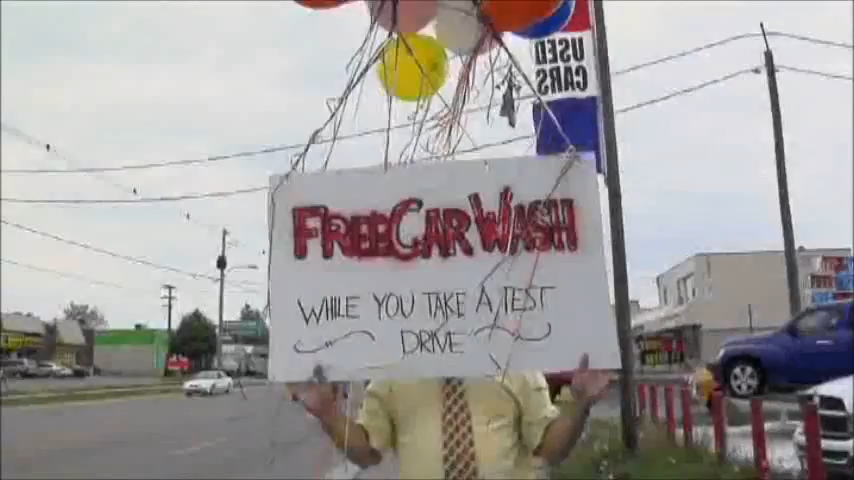 USED
CARS
FREE CAR WASH
WHILE YOU TAKE A TEST
DRIVE